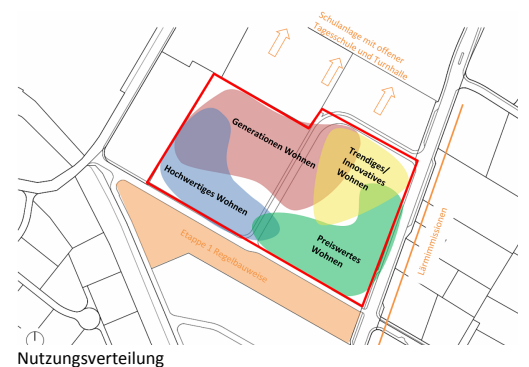 Schulanlage mit offener
Tagesschule und Turnhalle
Generationen Wohnen
Trendiges/
Innovatives
Wohnen
Hochwertiges Wohnen
Preiswertes
Wohnen
Etappe 1 Regelbauweise
Lärmimmissionen
Nutzungsverteilung